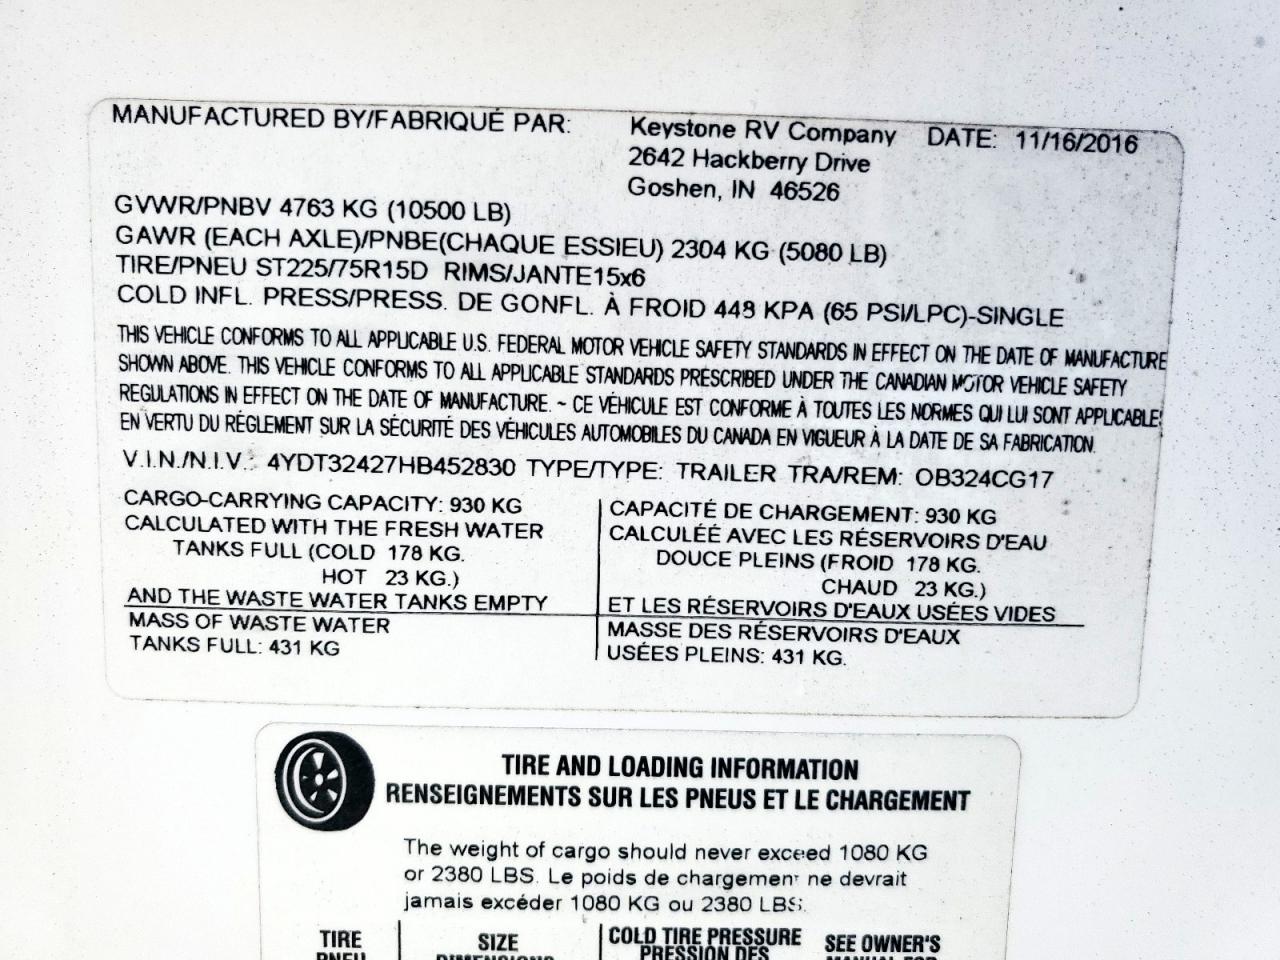 MANUFACTURED BY/FABRIQUÉ PAR: Keystone RV Company DATE: 11/16/2016
2642 Hackberry Drive
Goshen, IN 46526
GVWR/PNBV 4763 KG (10500 LB)
GAWR (EACH AXLE)/PNBE(CHAQUE ESSIEU) 2304 KG (5080 LB)
TIRE/PNEU ST225/75R15D RIMS/JANTE15x6
COLD INFL. PRESS/PRESS. DE GONFL. À FROID 448 KPA (65 PSI/LPC)-SINGLE
THIS VEHICLE CONFORMS TO ALL APPLICABLE U.S. FEDERAL MOTOR VEHICLE SAFETY STANDARDS IN EFFECT ON THE DATE OF MANUFACTURE
SHOWN ABOVE. THIS VEHICLE CONFORMS TO ALL APPLICABLE STANDARDS PRESCRIBED UNDER THE CANADIAN MOTOR VEHICLE SAFETY
REGULATIONS IN EFFECT ON THE DATE OF MANUFACTURE. ~ CE VÉHICULE EST CONFORME À TOUTES LES NORMES QUI LUI SONT APPLICABLES
EN VERTU DU RÉGLEMENT SUR LA SÉCURITÉ DES VÉHICULES AUTOMOBILES DU CANADA EN VIGUEUR À LA DATE DE SA FABRICATION.
V.I.N./N.I.V.: 4YDT32427HB452830 TYPE/TYPE: TRAILER TRA/REM: OB324CG17
CARGO-CARRYING CAPACITY: 930 KG
CALCULATED WITH THE FRESH WATER
TANKS FULL (COLD 178 KG.
HOT 23 KG.)
AND THE WASTE WATER TANKS EMPTY
MASS OF WASTE WATER
TANKS FULL: 431 KG
CAPACITÉ DE CHARGEMENT: 930 KG
CALCULÉÉ AVEC LES RÉSERVOIRS D'EAU
DOUCE PLEINS (FROID 178 KG.
CHAUD 23 KG.)
ET LES RÉSERVOIRS D'EAUX USÉES VIDES
MASSE DES RÉSERVOIRS D'EAUX
USÉES PLEINS: 431 KG.
TIRE AND LOADING INFORMATION
RENSEIGNEMENTS SUR LES PNEUS ET LE CHARGEMENT
The weight of cargo should never exceed 1080 KG
or 2380 LBS. Le poids de chargement ne devrait
jamais excéder 1080 KG ou 2380 LBS.
TIRE
PNEU
SIZE
DIMENSIONS
COLD TIRE PRESSURE
PRESSION DES
SEE OWNER'S
MANUAL FOR